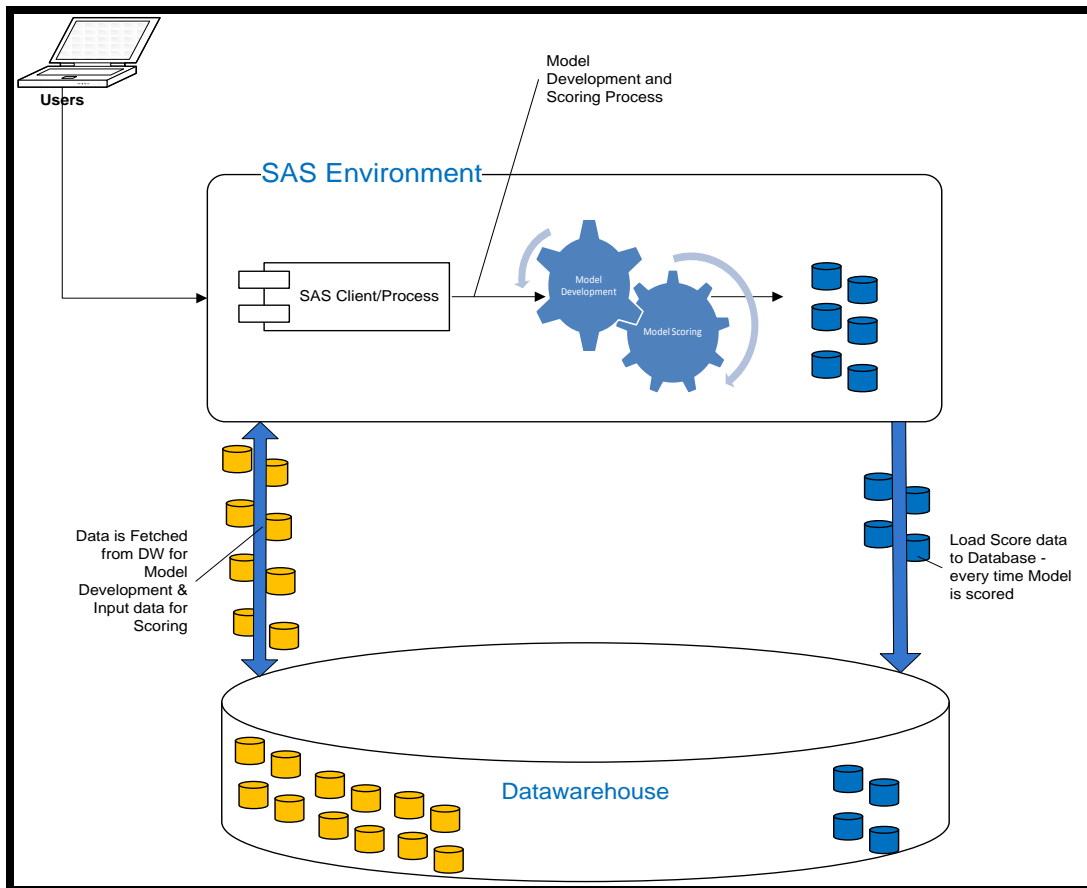 Users
Model
Development and
Scoring Process
SAS Environment
SAS Client/Process
Model
Development
Model Scoring
Data is Fetched
from DW for
Model
Development &
Input data for
Scoring
Load Score data
to Database -
every time Model
is scored
Datawarehouse